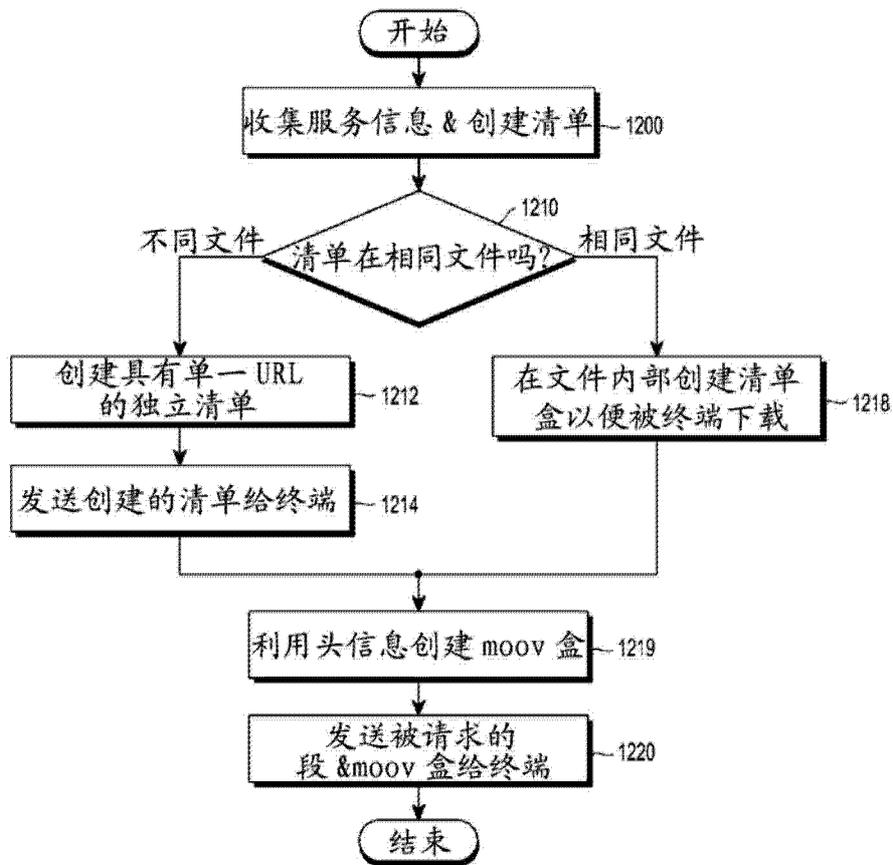 开始
收集服务信息 & 创建清单
1200
1210
不同文件
清单在相同文件吗?
相同文件
创建具有单一 URL
的独立清单
1212
在文件内部创建清单
盒以便被终端下载
1218
发送创建的清单给终端
1214
利用头信息创建 moov 盒
1219
发送被请求的
段 &moov 盒给终端
1220
结束